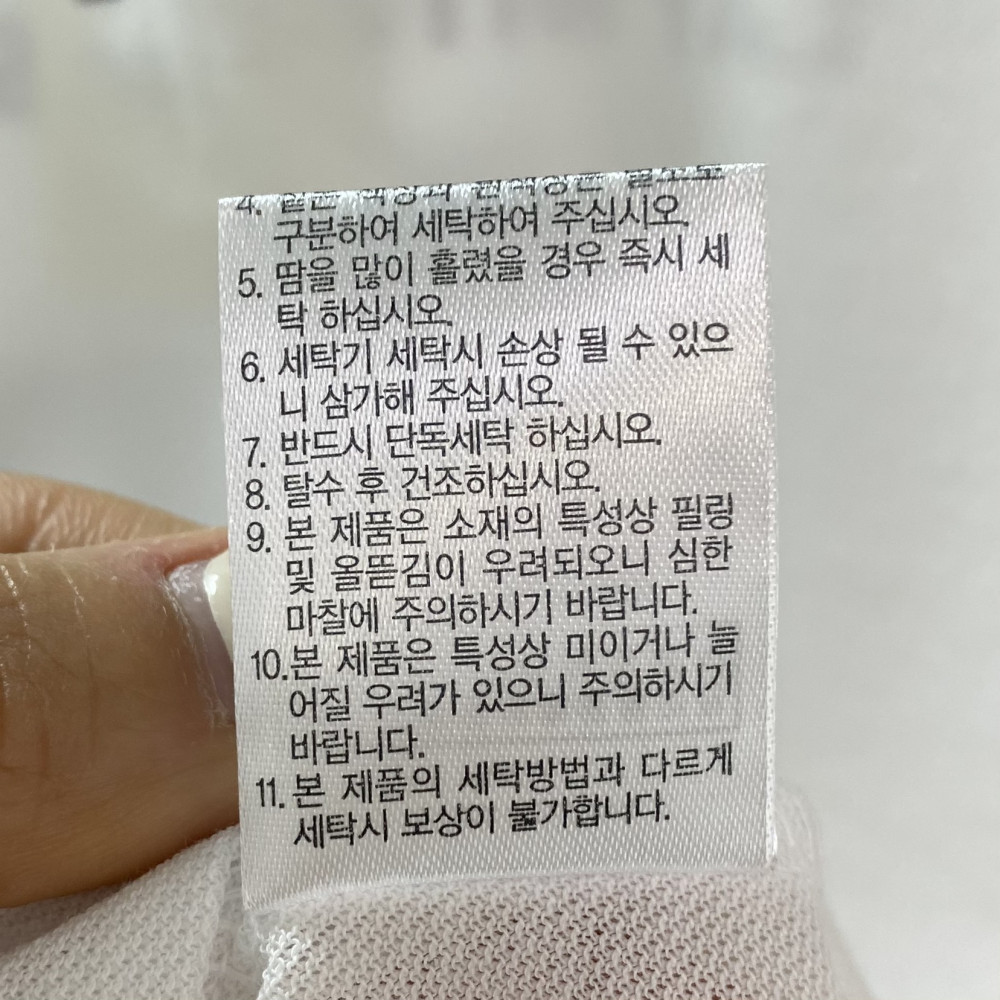 4.
구분하여 세탁하여 주십시오.
5. 땀을 많이 흘렸을 경우 즉시 세
탁 하십시오.
6. 세탁기 세탁시 손상 될 수 있으
니 삼가해 주십시오.
7. 반드시 단독세탁 하십시오.
8. 탈수 후 건조하십시오.
9. 본 제품은 소재의 특성상 필링
및 올뜯김이 우려되오니 심한
마찰에 주의하시기 바랍니다.
10.본 제품은 특성상 미이거나 늘
어질 우려가 있으니 주의하시기
바랍니다.
11. 본 제품의 세탁방법과 다르게
세탁시 보상이 불가합니다.